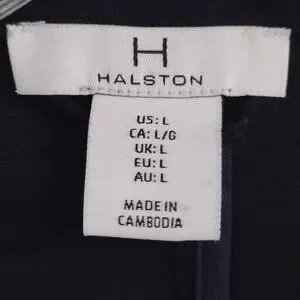 H
HALSTON
US: L
CA: L/G
UK: L
EU: L
AU: L
MADE IN
CAMBODIA